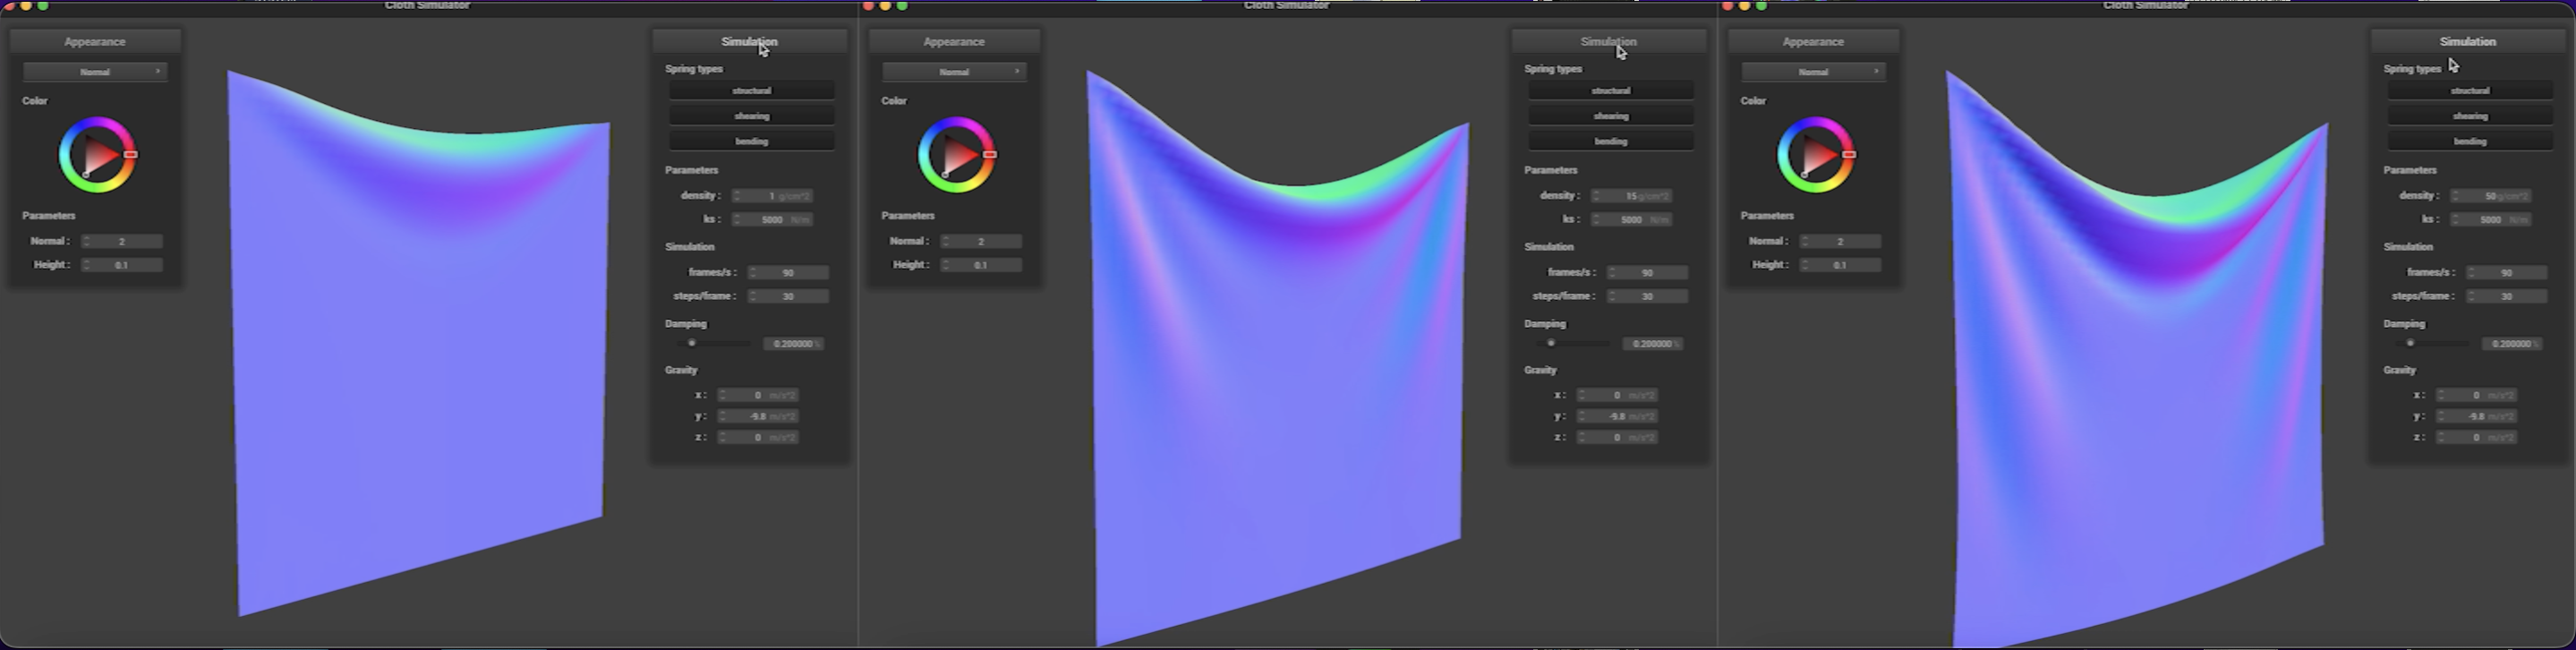 Cloth Simulator
Appearance
Normal >
Color
Parameters
Normal : 2
Height : 0.1
Simulation
Spring types
structural
shearing
bending
Parameters
density : 1 g/cm^2
ks : 5000 N/m
Simulation
frames/s : 90
steps/frame : 30
Damping
0.200000 %
Gravity
x : 0 m/s^2
y : -9.8 m/s^2
z : 0 m/s^2
Cloth Simulator
Appearance
Normal >
Color
Parameters
Normal : 2
Height : 0.1
Simulation
Spring types
structural
shearing
bending
Parameters
density : 15 g/cm^2
ks : 5000 N/m
Simulation
frames/s : 90
steps/frame : 30
Damping
0.200000 %
Gravity
x : 0 m/s^2
y : -9.8 m/s^2
z : 0 m/s^2
Cloth Simulator
Appearance
Normal >
Color
Parameters
Normal : 2
Height : 0.1
Simulation
Spring types
structural
shearing
bending
Parameters
density : 50 g/cm^2
ks : 5000 N/m
Simulation
frames/s : 90
steps/frame : 30
Damping
0.200000 %
Gravity
x : 0 m/s^2
y : -9.8 m/s^2
z : 0 m/s^2